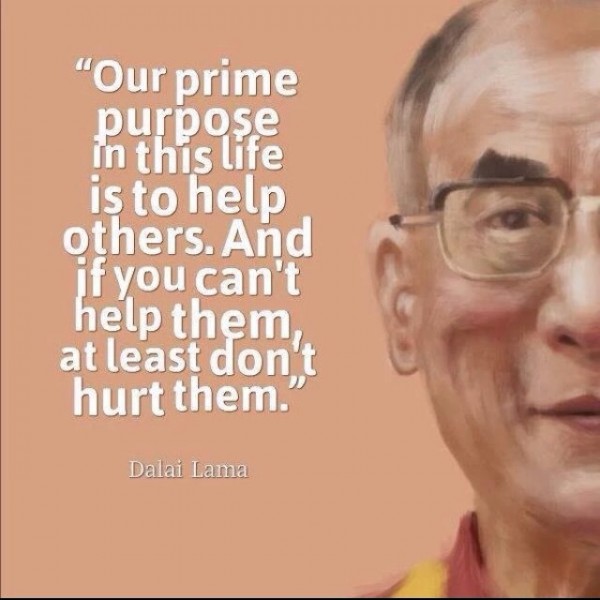 “Our prime
purpose
in this life
is to help
others. And
if you can't
help them,
at least don't
hurt them.”
Dalai Lama